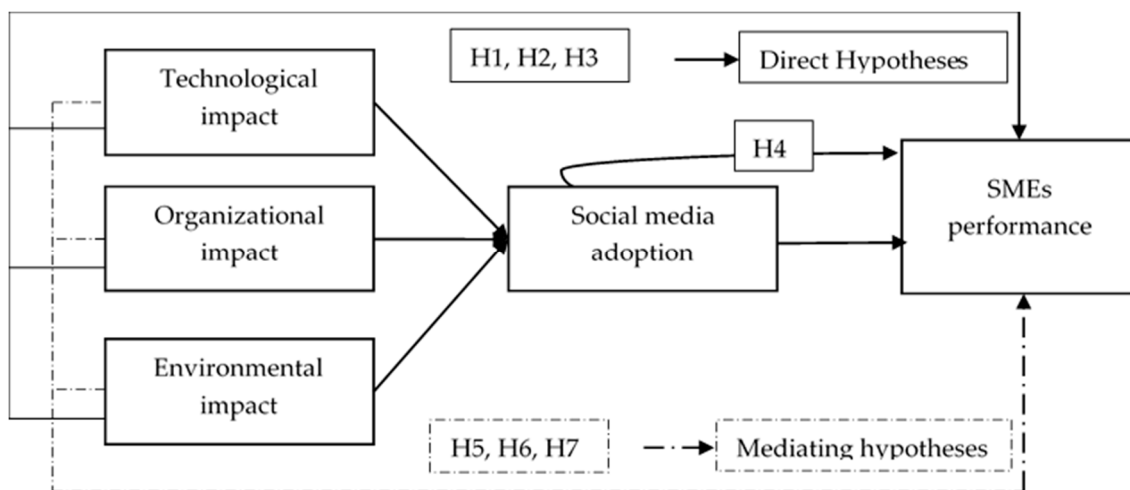 H1, H2, H3
Direct Hypotheses
Technological
impact
H4
SMEs
performance
Organizational
impact
Social media
adoption
Environmental
impact
H5, H6, H7
Mediating hypotheses